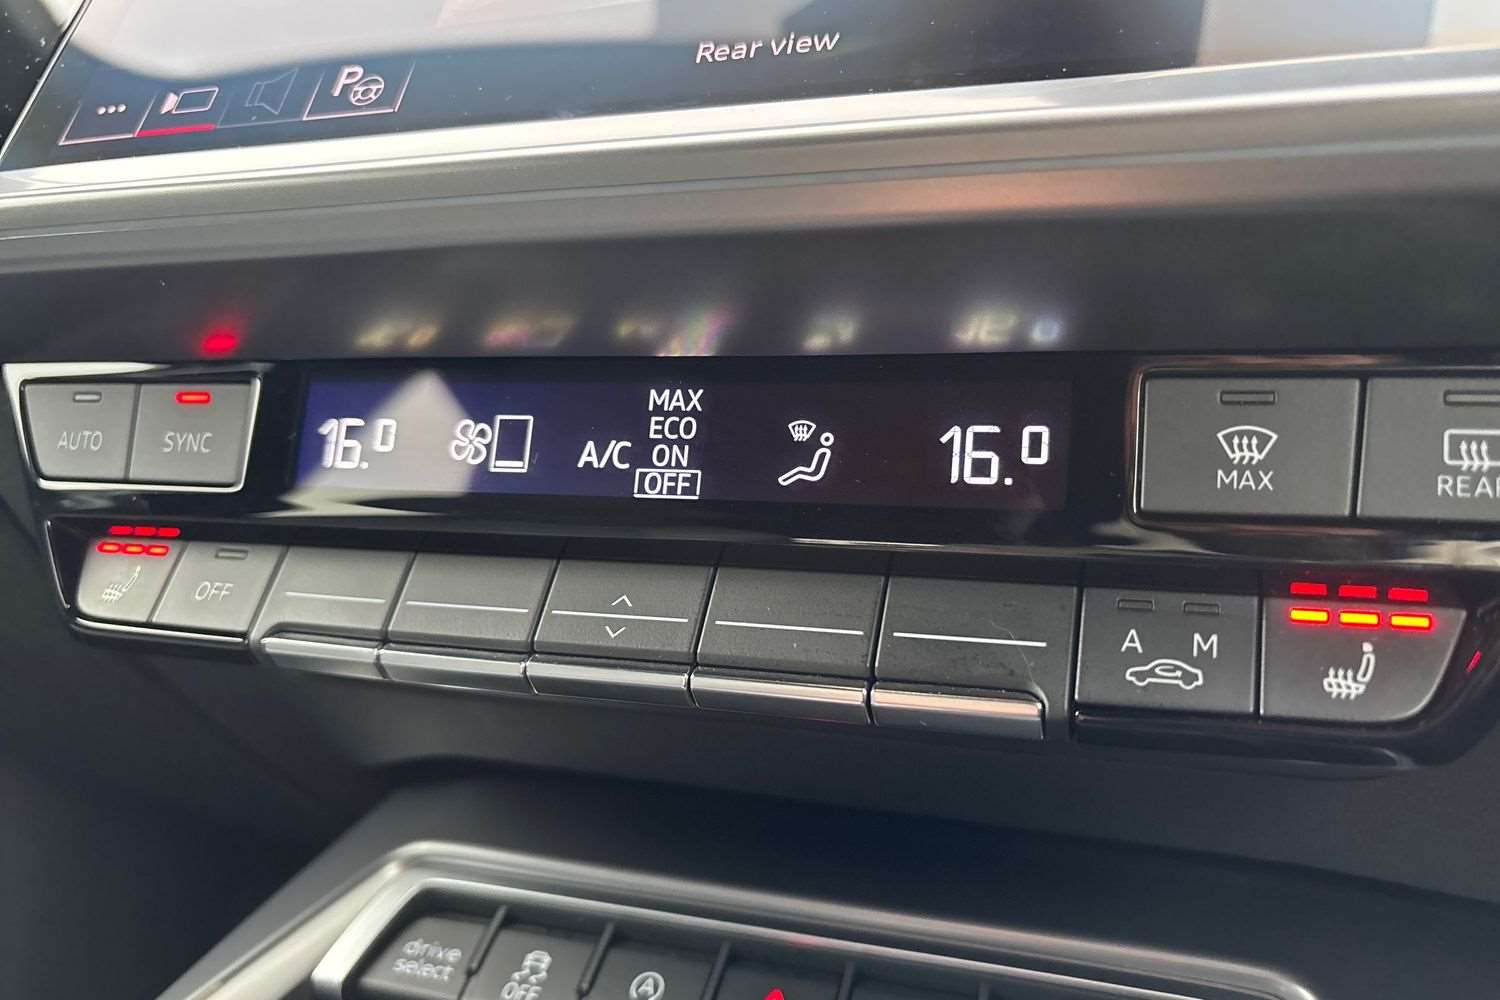 Rear view
P
AUTO
SYNC
16.0
A/C
MAX
ECO
ON
OFF
16.0
MAX
REAR
OFF
A
M
drive
select
OFF
A